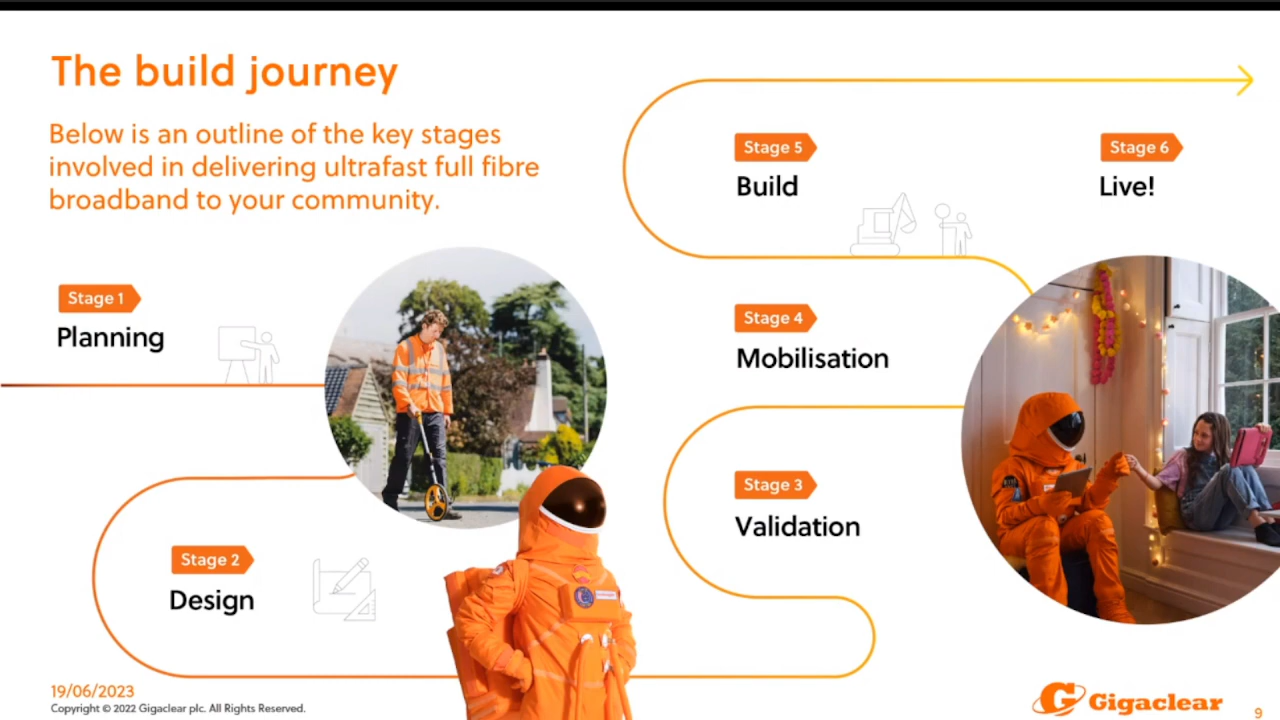 The build journey
Below is an outline of the key stages
involved in delivering ultrafast full fibre
broadband to your community.
Stage 1
Planning
Stage 2
Design
Stage 3
Validation
Stage 4
Mobilisation
Stage 5
Build
Stage 6
Live!
19/06/2023
Copyright © 2022 Gigaclear plc. All Rights Reserved.
Gigaclear
9